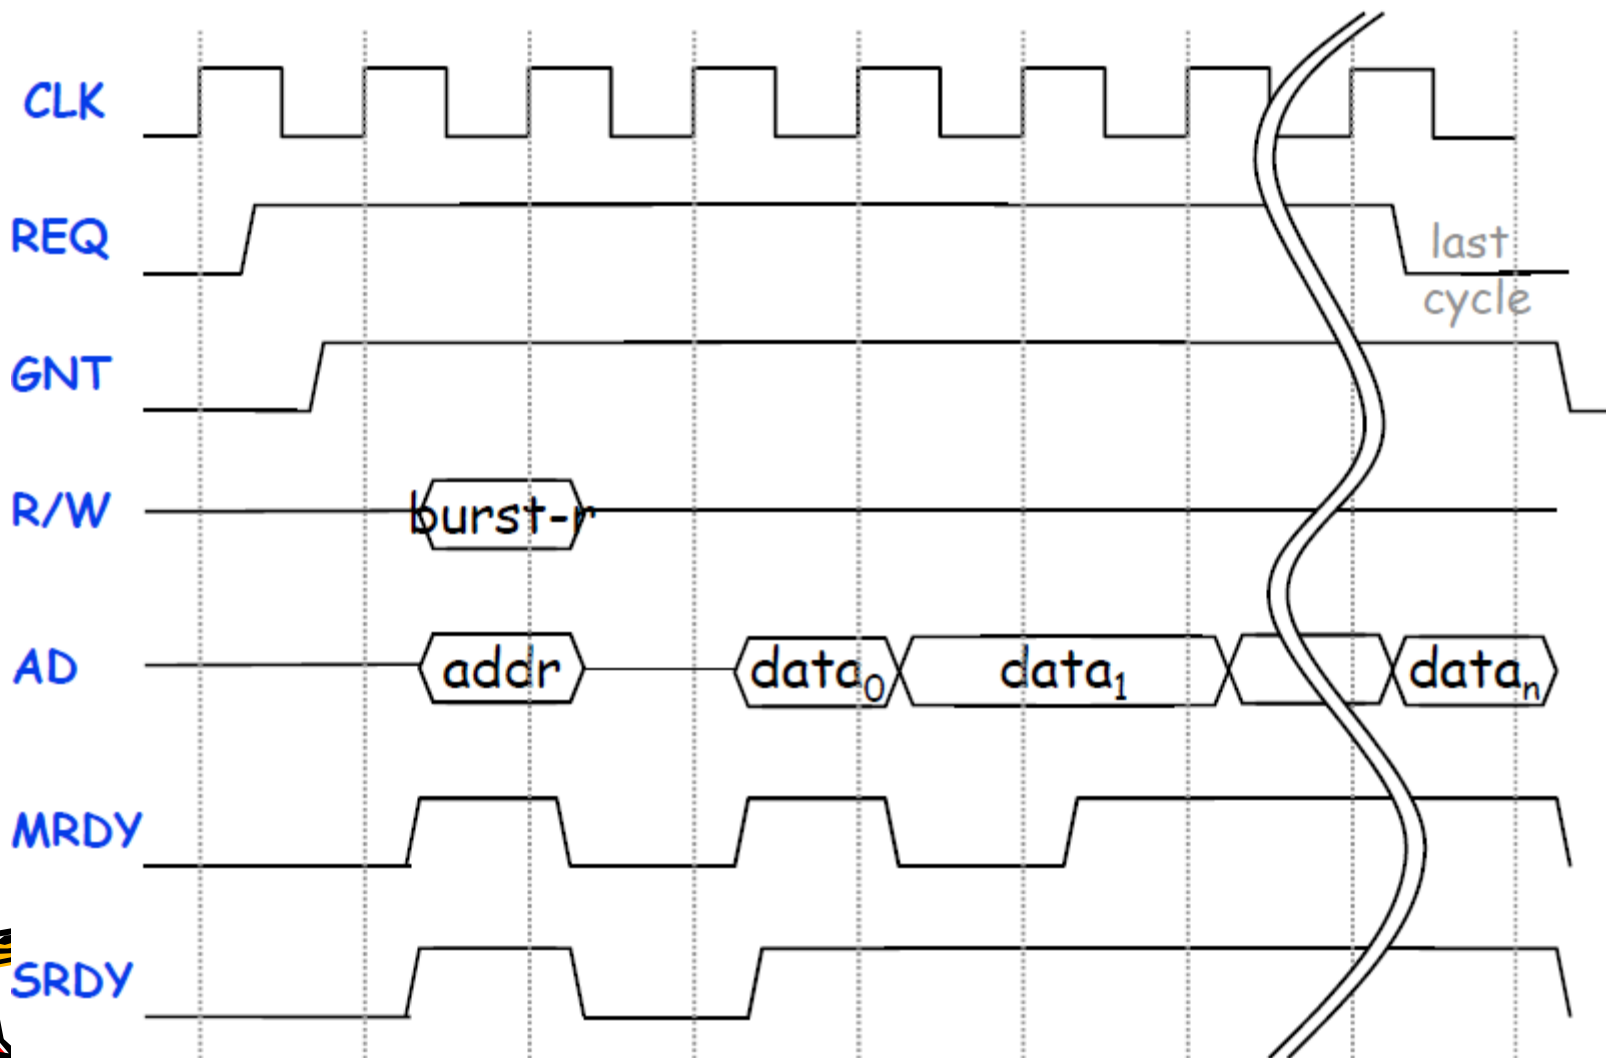 CLK
REQ
last
cycle
GNT
R/W
burst-r
AD
addr
data0
data1
datan
MRDY
SRDY